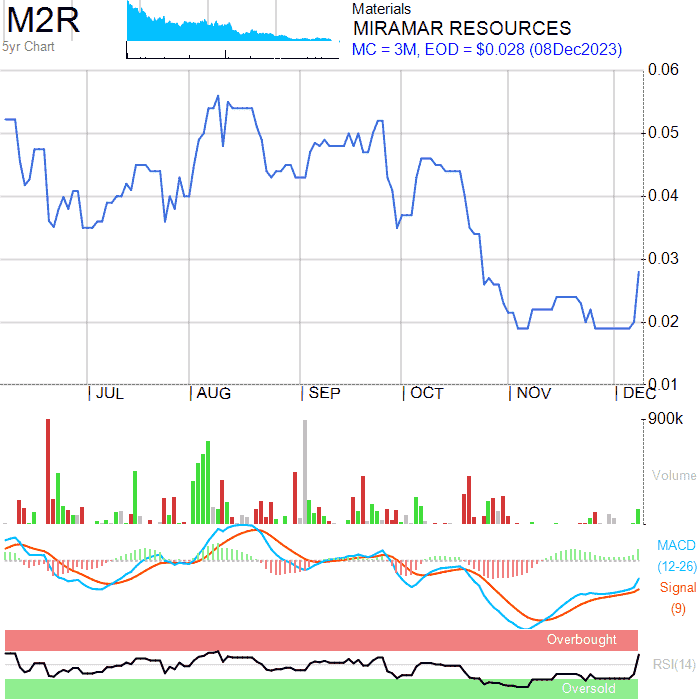 M2R
5yr Chart
Materials
MIRAMAR RESOURCES
MC = 3M, EOD = $0.028 (08Dec2023)
0.06
0.05
0.04
0.03
0.02
0.01
JUL AUG SEP OCT NOV DEC
900k
Volume
MACD
(12-26)
Signal
(9)
Overbought
RSI(14)
Oversold